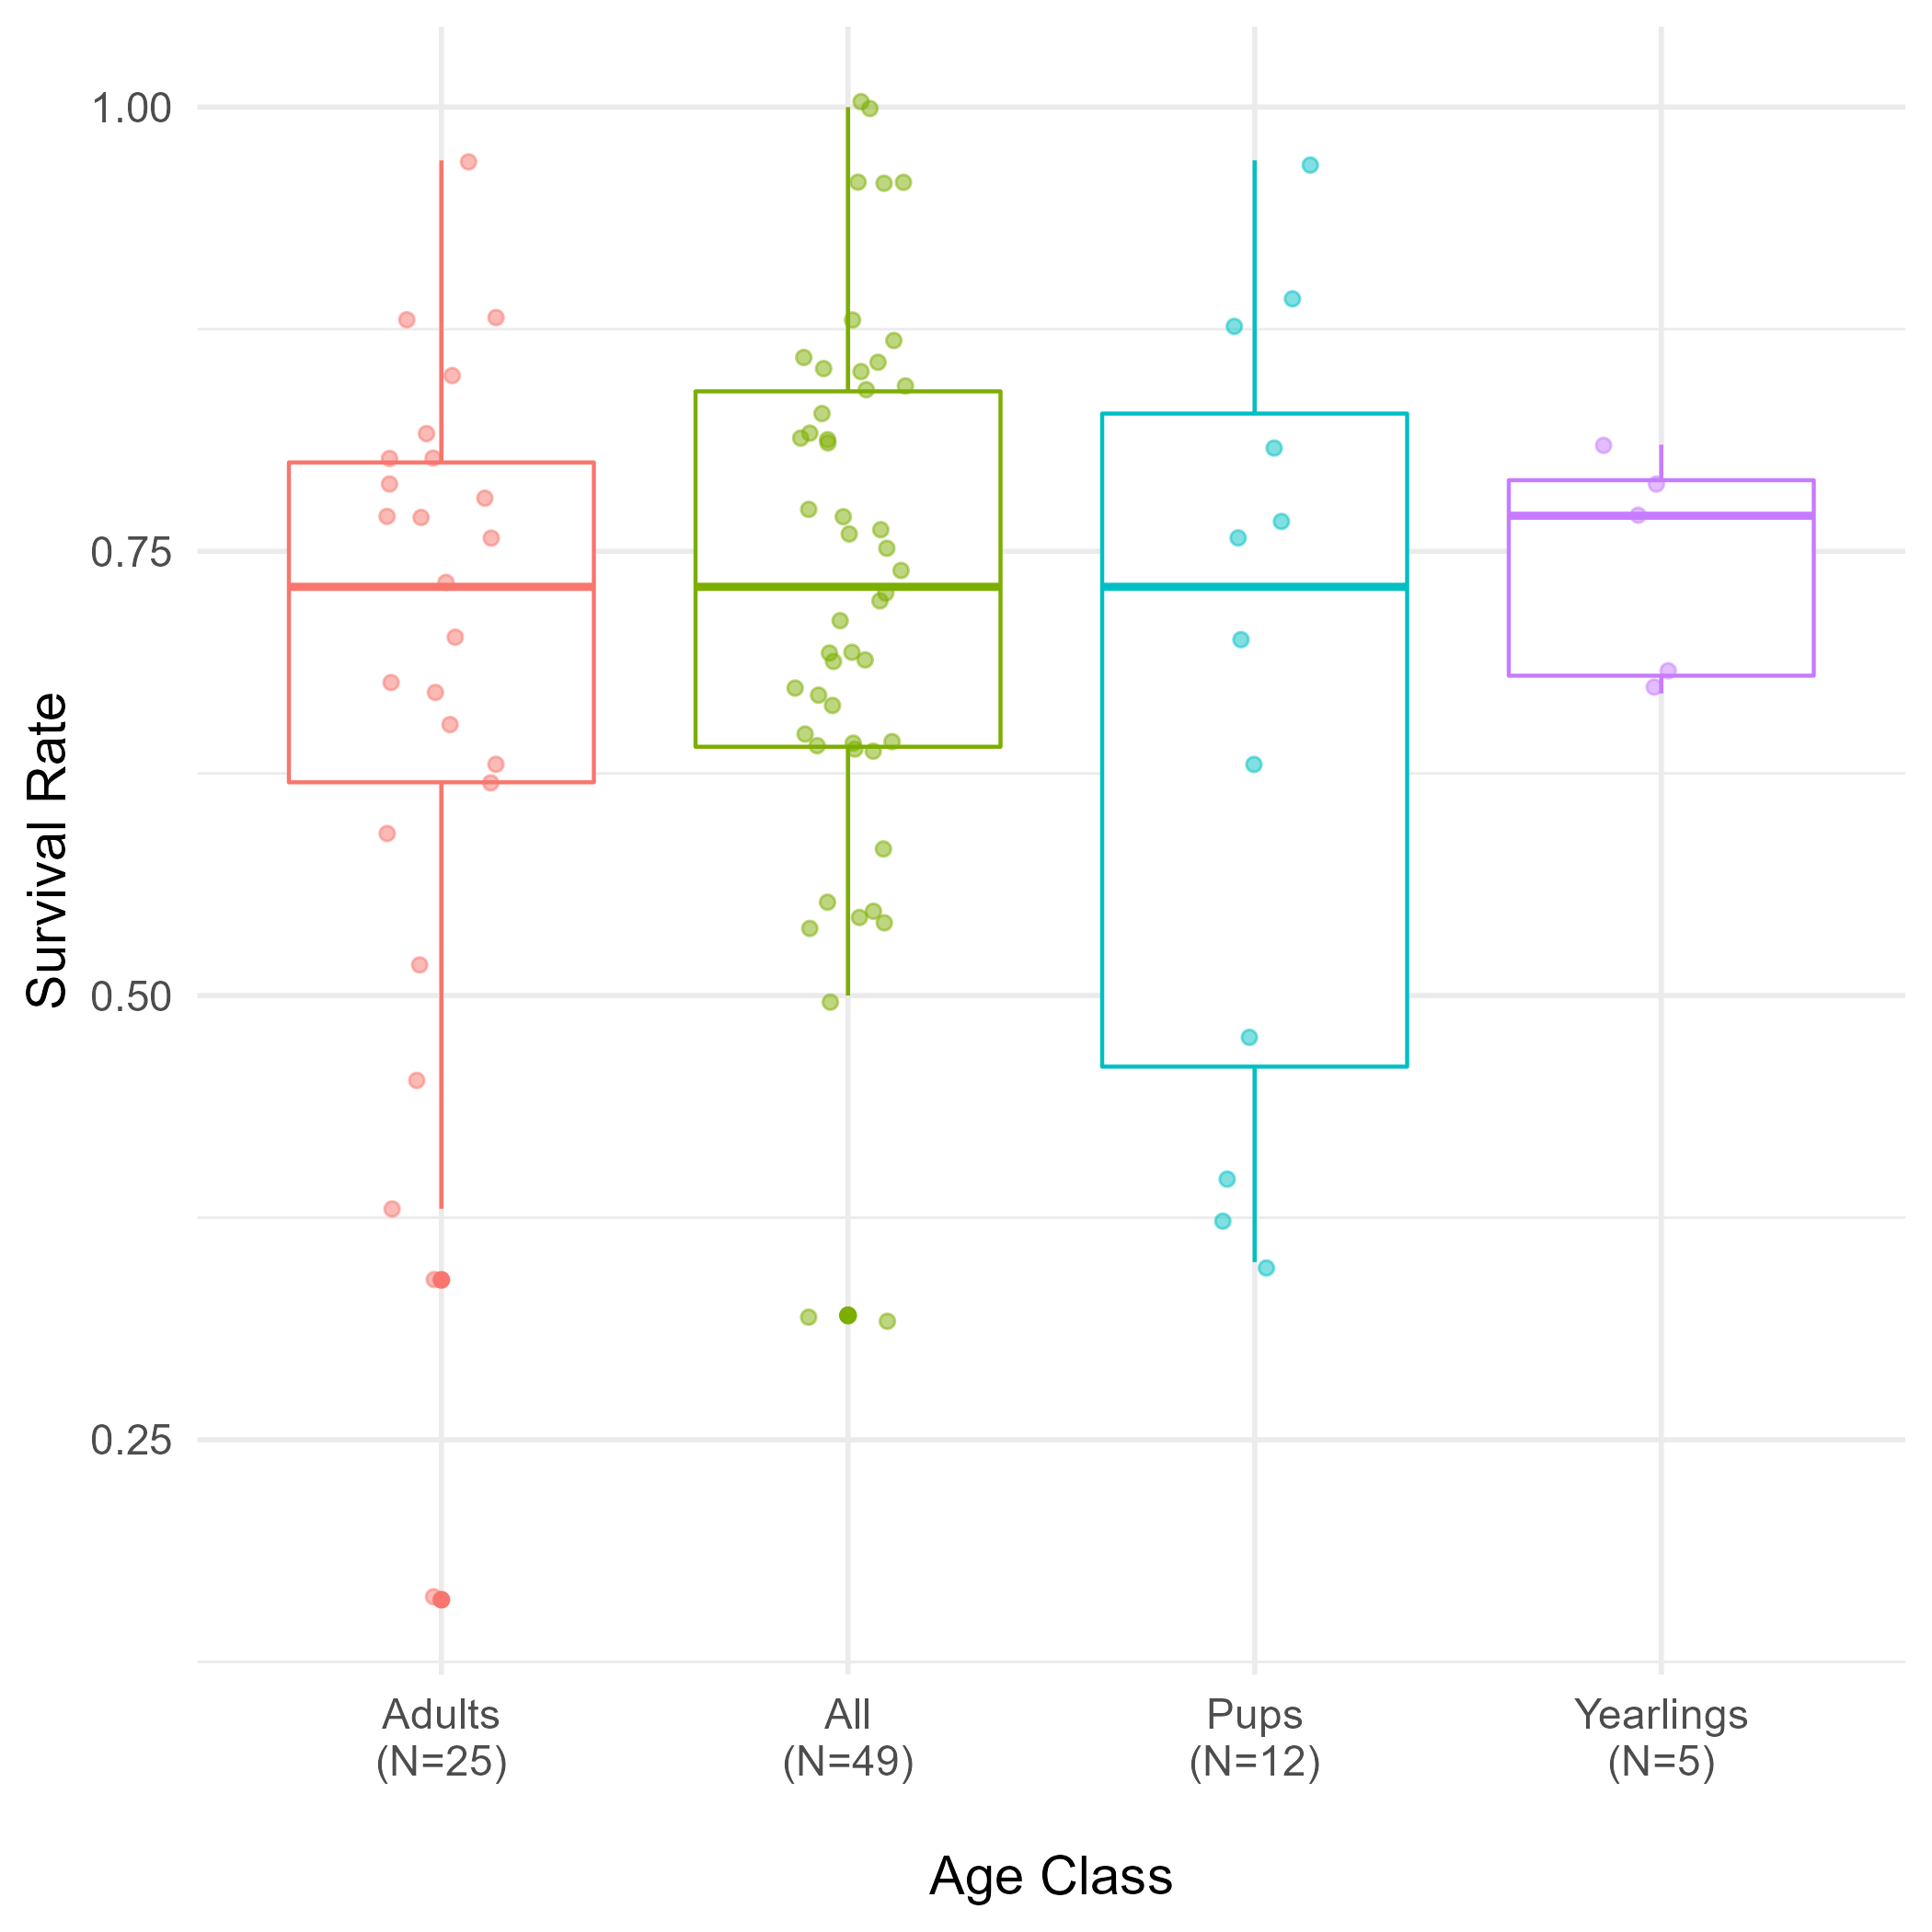 1.00
0.75
0.50
0.25
Survival Rate
Adults
(N=25)
All
(N=49)
Pups
(N=12)
Yearlings
(N=5)
Age Class